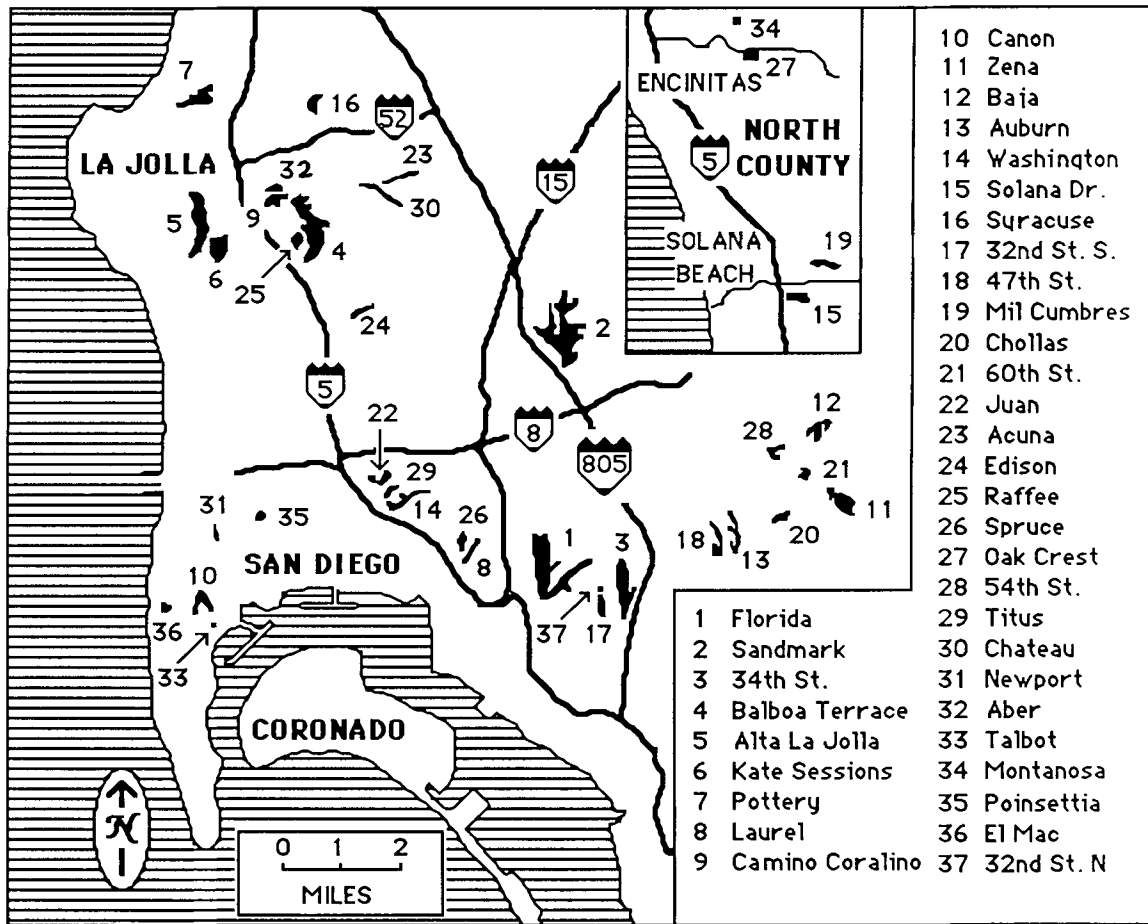 34
27
ENCINITAS
NORTH
COUNTY
5
SOLANA
BEACH
19
15
7
16
52
LA JOLLA
32
23
30
5
9
4
6
25
24
2
15
5
22
8
805
29
14
26
8
31
35
SAN DIEGO
10
36
33
1
3
37
17
12
28
21
11
20
18
13
CORONADO
N
0 1 2
MILES
1 Florida
2 Sandmark
3 34th St.
4 Balboa Terrace
5 Alta La Jolla
6 Kate Sessions
7 Pottery
8 Laurel
9 Camino Coralino
10 Canon
11 Zena
12 Baja
13 Auburn
14 Washington
15 Solana Dr.
16 Syracuse
17 32nd St. S.
18 47th St.
19 Mil Cumbres
20 Chollas
21 60th St.
22 Juan
23 Acuna
24 Edison
25 Raffee
26 Spruce
27 Oak Crest
28 54th St.
29 Titus
30 Chateau
31 Newport
32 Aber
33 Talbot
34 Montanosa
35 Poinsettia
36 El Mac
37 32nd St. N